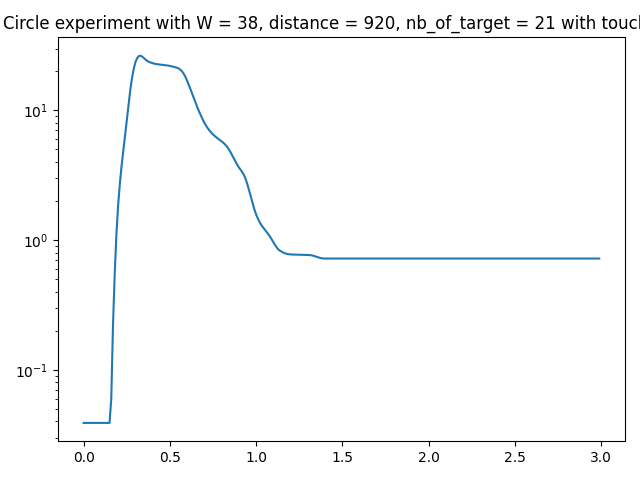 Circle experiment with W = 38, distance = 920, nb_of_target = 21 with touc
10¹
10⁰
10⁻¹
0.0 0.5 1.0 1.5 2.0 2.5 3.0